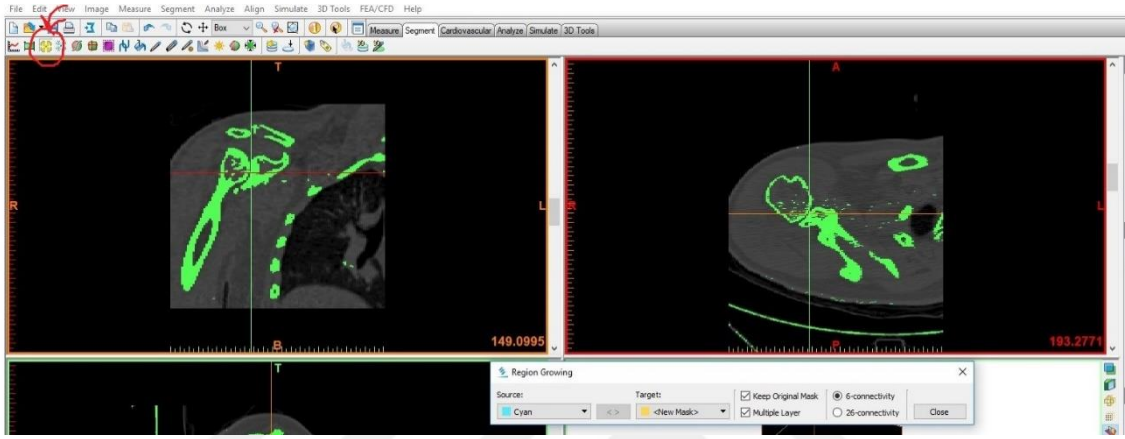 File Edit View Image Measure Segment Analyze Align Simulate 3D Tools FEA/CFD Help
Box
Measure Segment Cardiovascular Analyze Simulate 3D Tools
T
A
R
L
R
L
B
149.0995
P
193.2771
T
Region Growing
Source:
Target:
Keep Original Mask
6-connectivity
Cyan
< >
<New Mask>
Multiple Layer
26-connectivity
Close